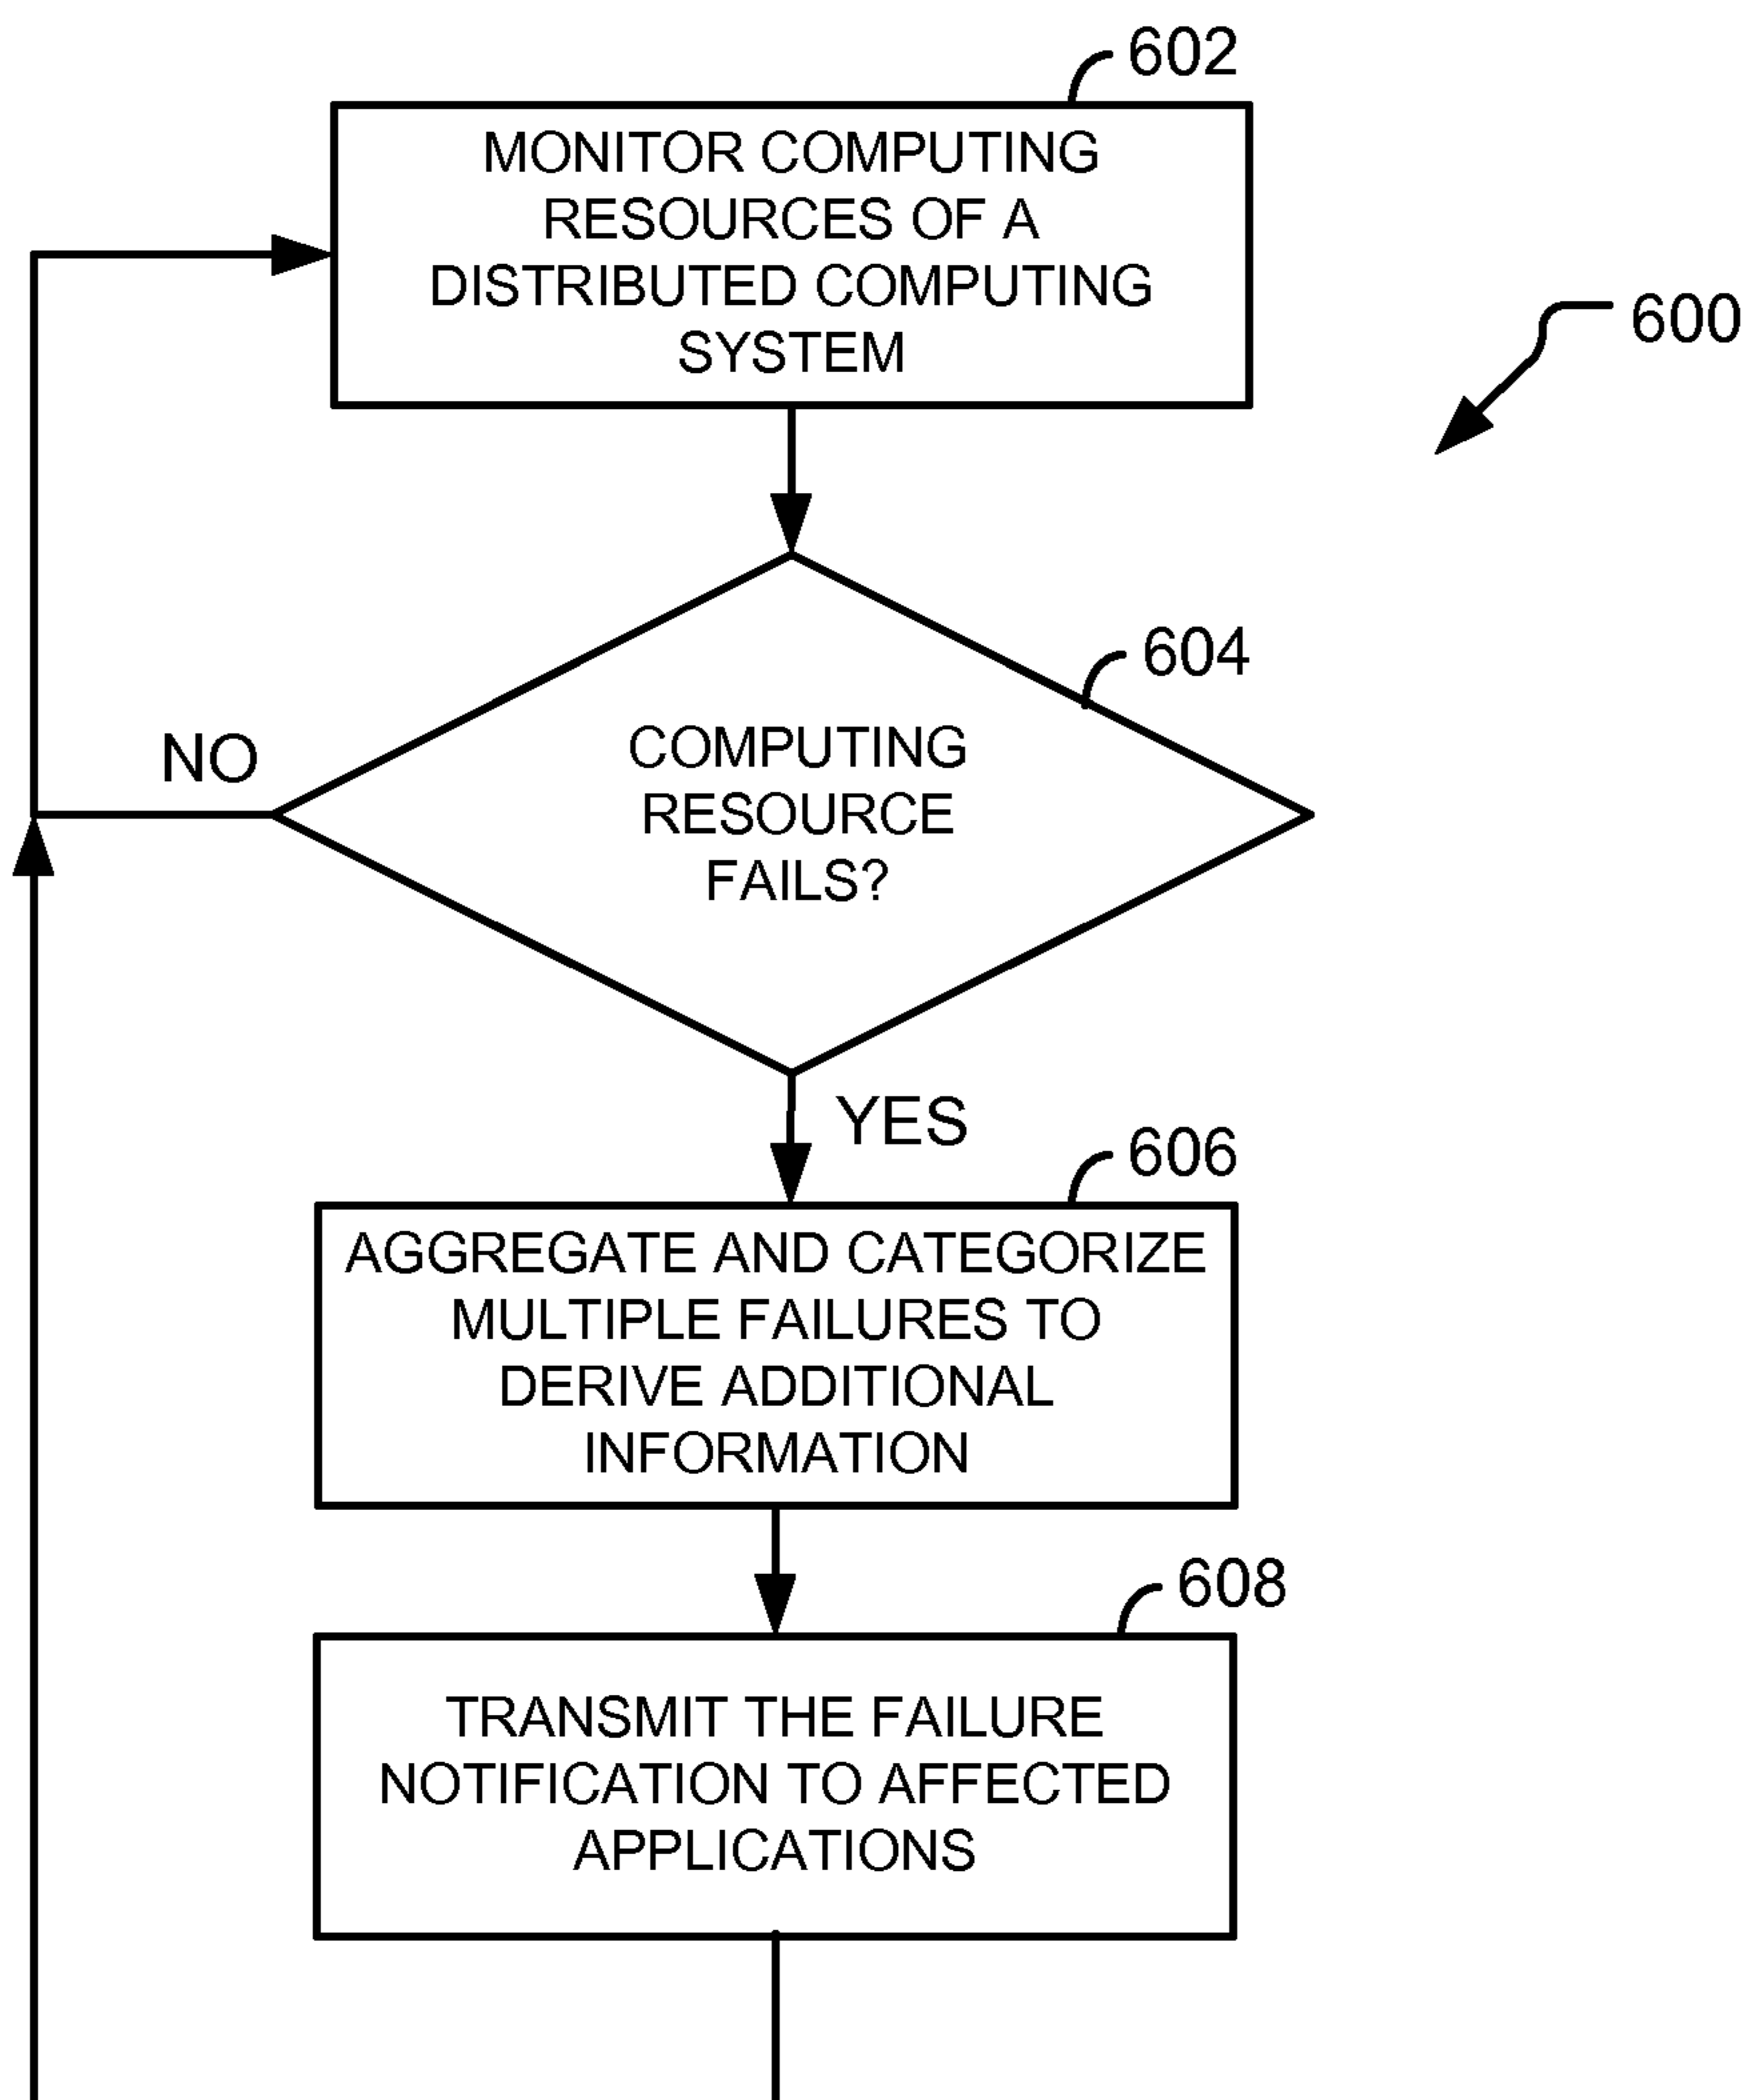 602
MONITOR COMPUTING
RESOURCES OF A
DISTRIBUTED COMPUTING
SYSTEM
600
604
COMPUTING
RESOURCE
FAILS?
NO
YES
606
AGGREGATE AND CATEGORIZE
MULTIPLE FAILURES TO
DERIVE ADDITIONAL
INFORMATION
608
TRANSMIT THE FAILURE
NOTIFICATION TO AFFECTED
APPLICATIONS